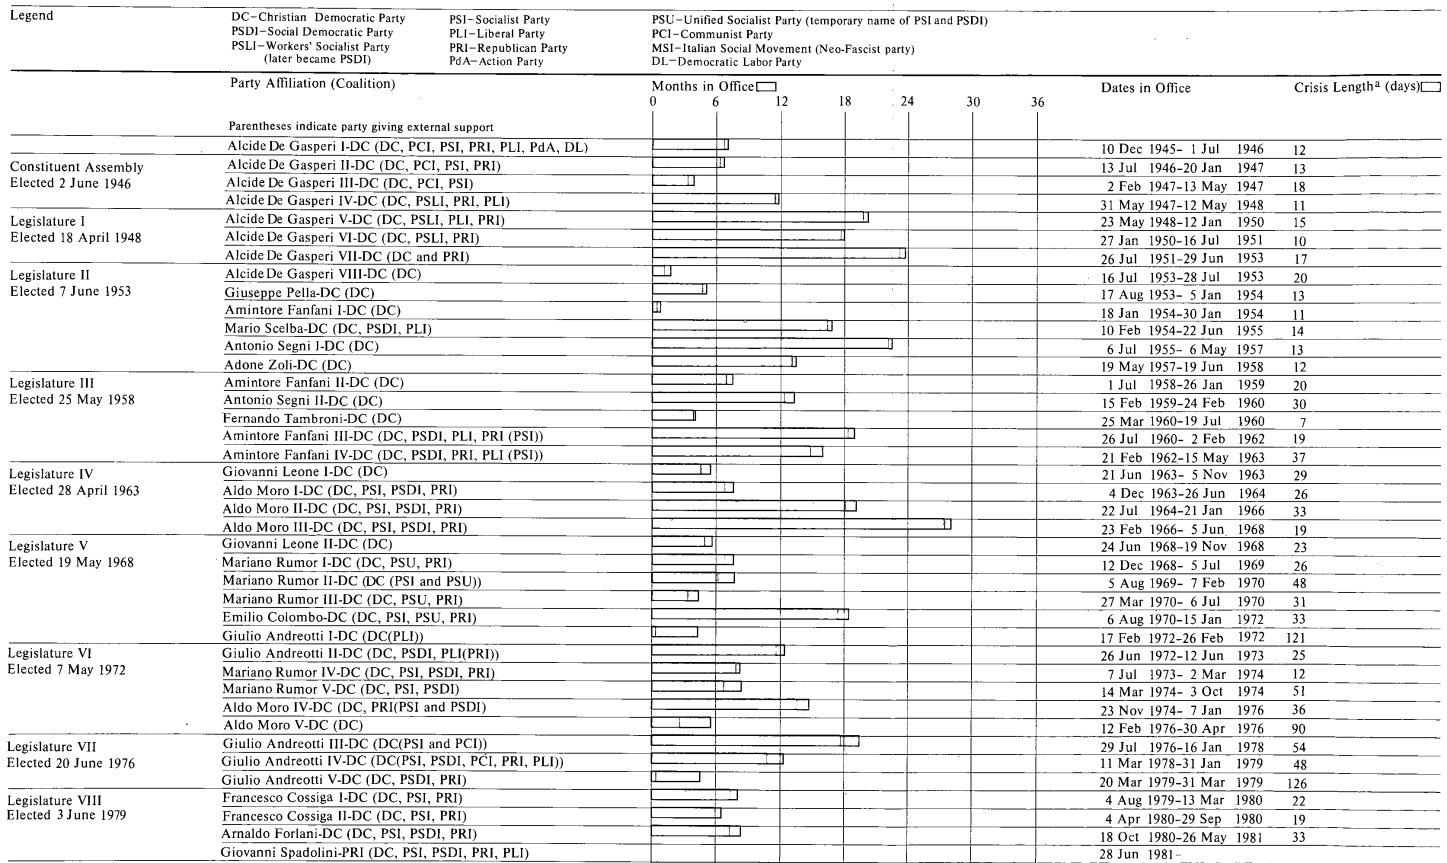 Legend
DC–Christian Democratic Party PSI–Socialist Party PSU–Unified Socialist Party (temporary name of PSI and PSDI)
PSDI–Social Democratic Party PLI–Liberal Party PCI–Communist Party
PSLI–Workers' Socialist Party PRI–Republican Party MSI–Italian Social Movement (Neo-Fascist party)
(later became PSDI) PdA–Action Party DL–Democratic Labor Party
Party Affiliation (Coalition) Months in Office Dates in Office Crisis Lengthª (days)
0 6 12 18 24 30 36
Parentheses indicate party giving external support
Alcide De Gasperi I-DC (DC, PCI, PSI, PRI, PLI, PdA, DL) 10 Dec 1945– 1 Jul 1946 12
Constituent Assembly Alcide De Gasperi II-DC (DC, PCI, PSI, PRI) 13 Jul 1946–20 Jan 1947 13
Elected 2 June 1946 Alcide De Gasperi III-DC (DC, PCI, PSI) 2 Feb 1947–13 May 1947 18
Alcide De Gasperi IV-DC (DC, PSLI, PRI, PLI) 31 May 1947–12 May 1948 11
Legislature I Alcide De Gasperi V-DC (DC, PSLI, PLI, PRI) 23 May 1948–12 Jan 1950 15
Elected 18 April 1948 Alcide De Gasperi VI-DC (DC, PSLI, PRI) 27 Jan 1950–16 Jul 1951 10
Alcide De Gasperi VII-DC (DC and PRI) 26 Jul 1951–29 Jun 1953 17
Legislature II Alcide De Gasperi VIII-DC (DC) 16 Jul 1953–28 Jul 1953 20
Elected 7 June 1953 Giuseppe Pella-DC (DC) 17 Aug 1953– 5 Jan 1954 13
Amintore Fanfani I-DC (DC) 18 Jan 1954–30 Jan 1954 11
Mario Scelba-DC (DC, PSDI, PLI) 10 Feb 1954–22 Jun 1955 14
Antonio Segni I-DC (DC) 6 Jul 1955– 6 May 1957 13
Adone Zoli-DC (DC) 19 May 1957–19 Jun 1958 12
Legislature III Amintore Fanfani II-DC (DC) 1 Jul 1958–26 Jan 1959 20
Elected 25 May 1958 Antonio Segni II-DC (DC) 15 Feb 1959–24 Feb 1960 30
Fernando Tambroni-DC (DC) 25 Mar 1960–19 Jul 1960 7
Amintore Fanfani III-DC (DC, PSDI, PLI, PRI (PSI)) 26 Jul 1960– 2 Feb 1962 19
Amintore Fanfani IV-DC (DC, PSDI, PRI, PLI (PSI)) 21 Feb 1962–15 May 1963 37
Legislature IV Giovanni Leone I-DC (DC) 21 Jun 1963– 5 Nov 1963 29
Elected 28 April 1963 Aldo Moro I-DC (DC, PSI, PSDI, PRI) 4 Dec 1963–26 Jun 1964 26
Aldo Moro II-DC (DC, PSI, PSDI, PRI) 22 Jul 1964–21 Jan 1966 33
Aldo Moro III-DC (DC, PSI, PSDI, PRI) 23 Feb 1966– 5 Jun 1968 19
Legislature V Giovanni Leone II-DC (DC) 24 Jun 1968–19 Nov 1968 23
Elected 19 May 1968 Mariano Rumor I-DC (DC, PSU, PRI) 12 Dec 1968– 5 Jul 1969 26
Mariano Rumor II-DC (DC (PSI and PSU)) 5 Aug 1969– 7 Feb 1970 48
Mariano Rumor III-DC (DC, PSU, PRI) 27 Mar 1970– 6 Jul 1970 31
Emilio Colombo-DC (DC, PSI, PSU, PRI) 6 Aug 1970–15 Jan 1972 33
Giulio Andreotti I-DC (DC(PLI)) 17 Feb 1972–26 Feb 1972 121
Legislature VI Giulio Andreotti II-DC (DC, PSDI, PLI(PRI)) 26 Jun 1972–12 Jun 1973 25
Elected 7 May 1972 Mariano Rumor IV-DC (DC, PSI, PSDI, PRI) 7 Jul 1973– 2 Mar 1974 12
Mariano Rumor V-DC (DC, PSI, PSDI) 14 Mar 1974– 3 Oct 1974 51
Aldo Moro IV-DC (DC, PRI(PSI and PSDI) 23 Nov 1974– 7 Jan 1976 36
Aldo Moro V-DC (DC) 12 Feb 1976–30 Apr 1976 90
Legislature VII Giulio Andreotti III-DC (DC(PSI and PCI)) 29 Jul 1976–16 Jan 1978 54
Elected 20 June 1976 Giulio Andreotti IV-DC (DC(PSI, PSDI, PCI, PRI, PLI)) 11 Mar 1978–31 Jan 1979 48
Giulio Andreotti V-DC (DC, PSDI, PRI) 20 Mar 1979–31 Mar 1979 126
Legislature VIII Francesco Cossiga I-DC (DC, PSI, PRI) 4 Aug 1979–13 Mar 1980 22
Elected 3 June 1979 Francesco Cossiga II-DC (DC, PSI, PRI) 4 Apr 1980–29 Sep 1980 19
Arnaldo Forlani-DC (DC, PSI, PSDI, PRI) 18 Oct 1980–26 May 1981 33
Giovanni Spadolini-PRI (DC, PSI, PSDI, PRI, PLI) 28 Jun 1981–